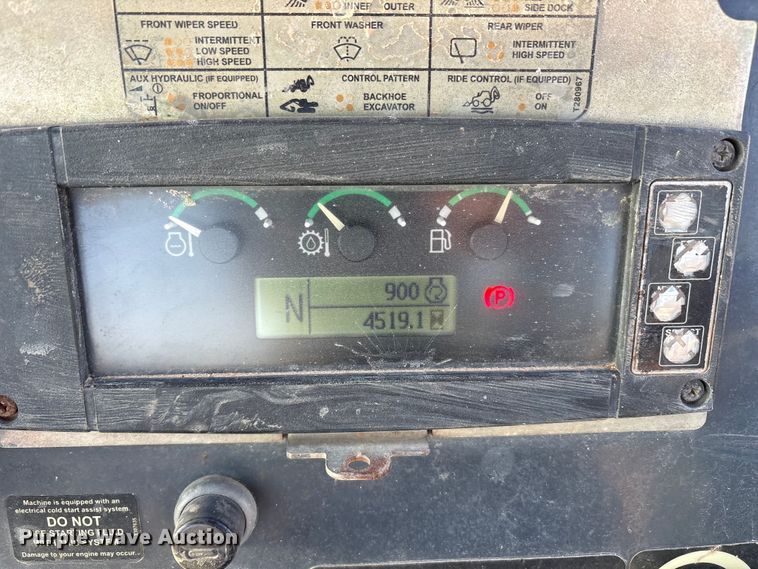 INNER OUTER
SIDE DOCK
FRONT WIPER SPEED
INTERMITTENT
LOW SPEED
HIGH SPEED
FRONT WASHER
REAR WIPER
INTERMITTENT
HIGH SPEED
AUX HYDRAULIC (IF EQUIPPED)
PROPORTIONAL
ON/OFF
CONTROL PATTERN
BACKHOE
EXCAVATOR
RIDE CONTROL (IF EQUIPPED)
OFF
ON
T280967
N
900
4519.1
P
Machine is equipped with an
electrical cold start assist system.
DO NOT
Damage to your engine may occur.
Purple Wave Auction